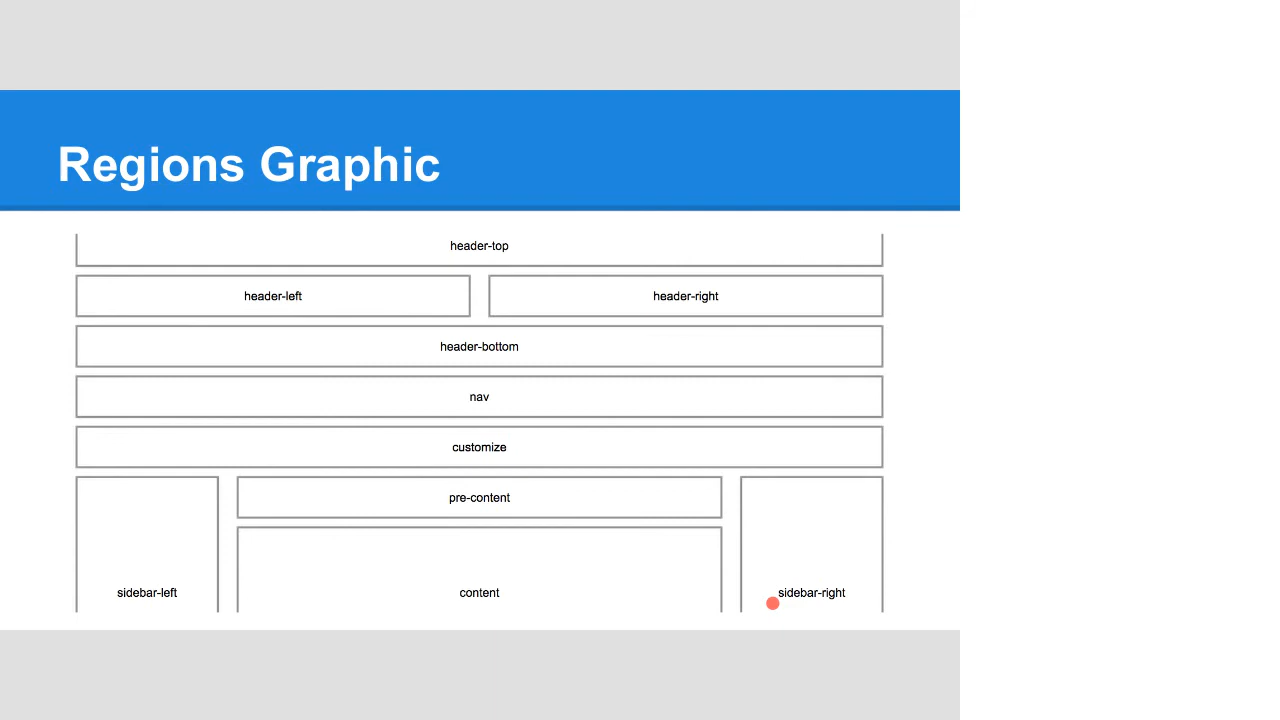 Regions Graphic
header-top
header-left
header-right
header-bottom
nav
customize
pre-content
sidebar-left
content
sidebar-right